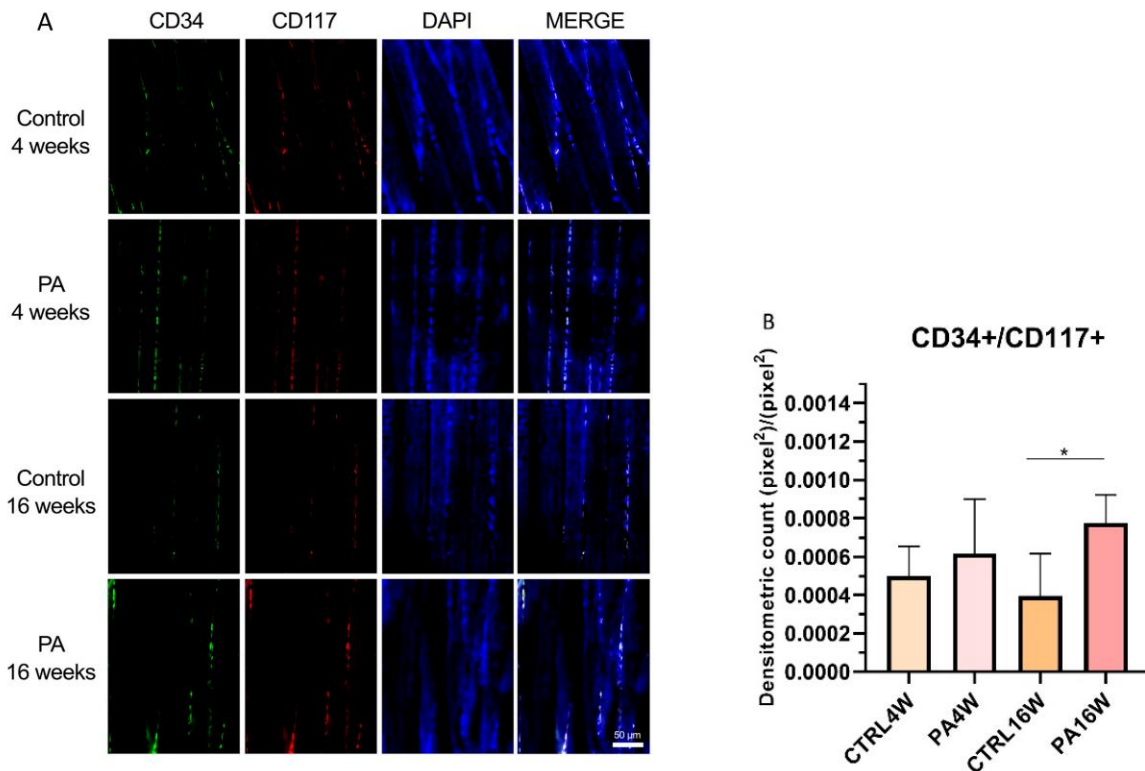 A
CD34 CD117 DAPI MERGE
Control
4 weeks
PA
4 weeks
Control
16 weeks
PA
16 weeks
50 µm
B
CD34+/CD117+
Densitometric count (pixel²)/(pixel²)
0.0014
0.0012
0.0010
0.0008
0.0006
0.0004
0.0002
0.0000
*
CTRL4W PA4W CTRL16W PA16W